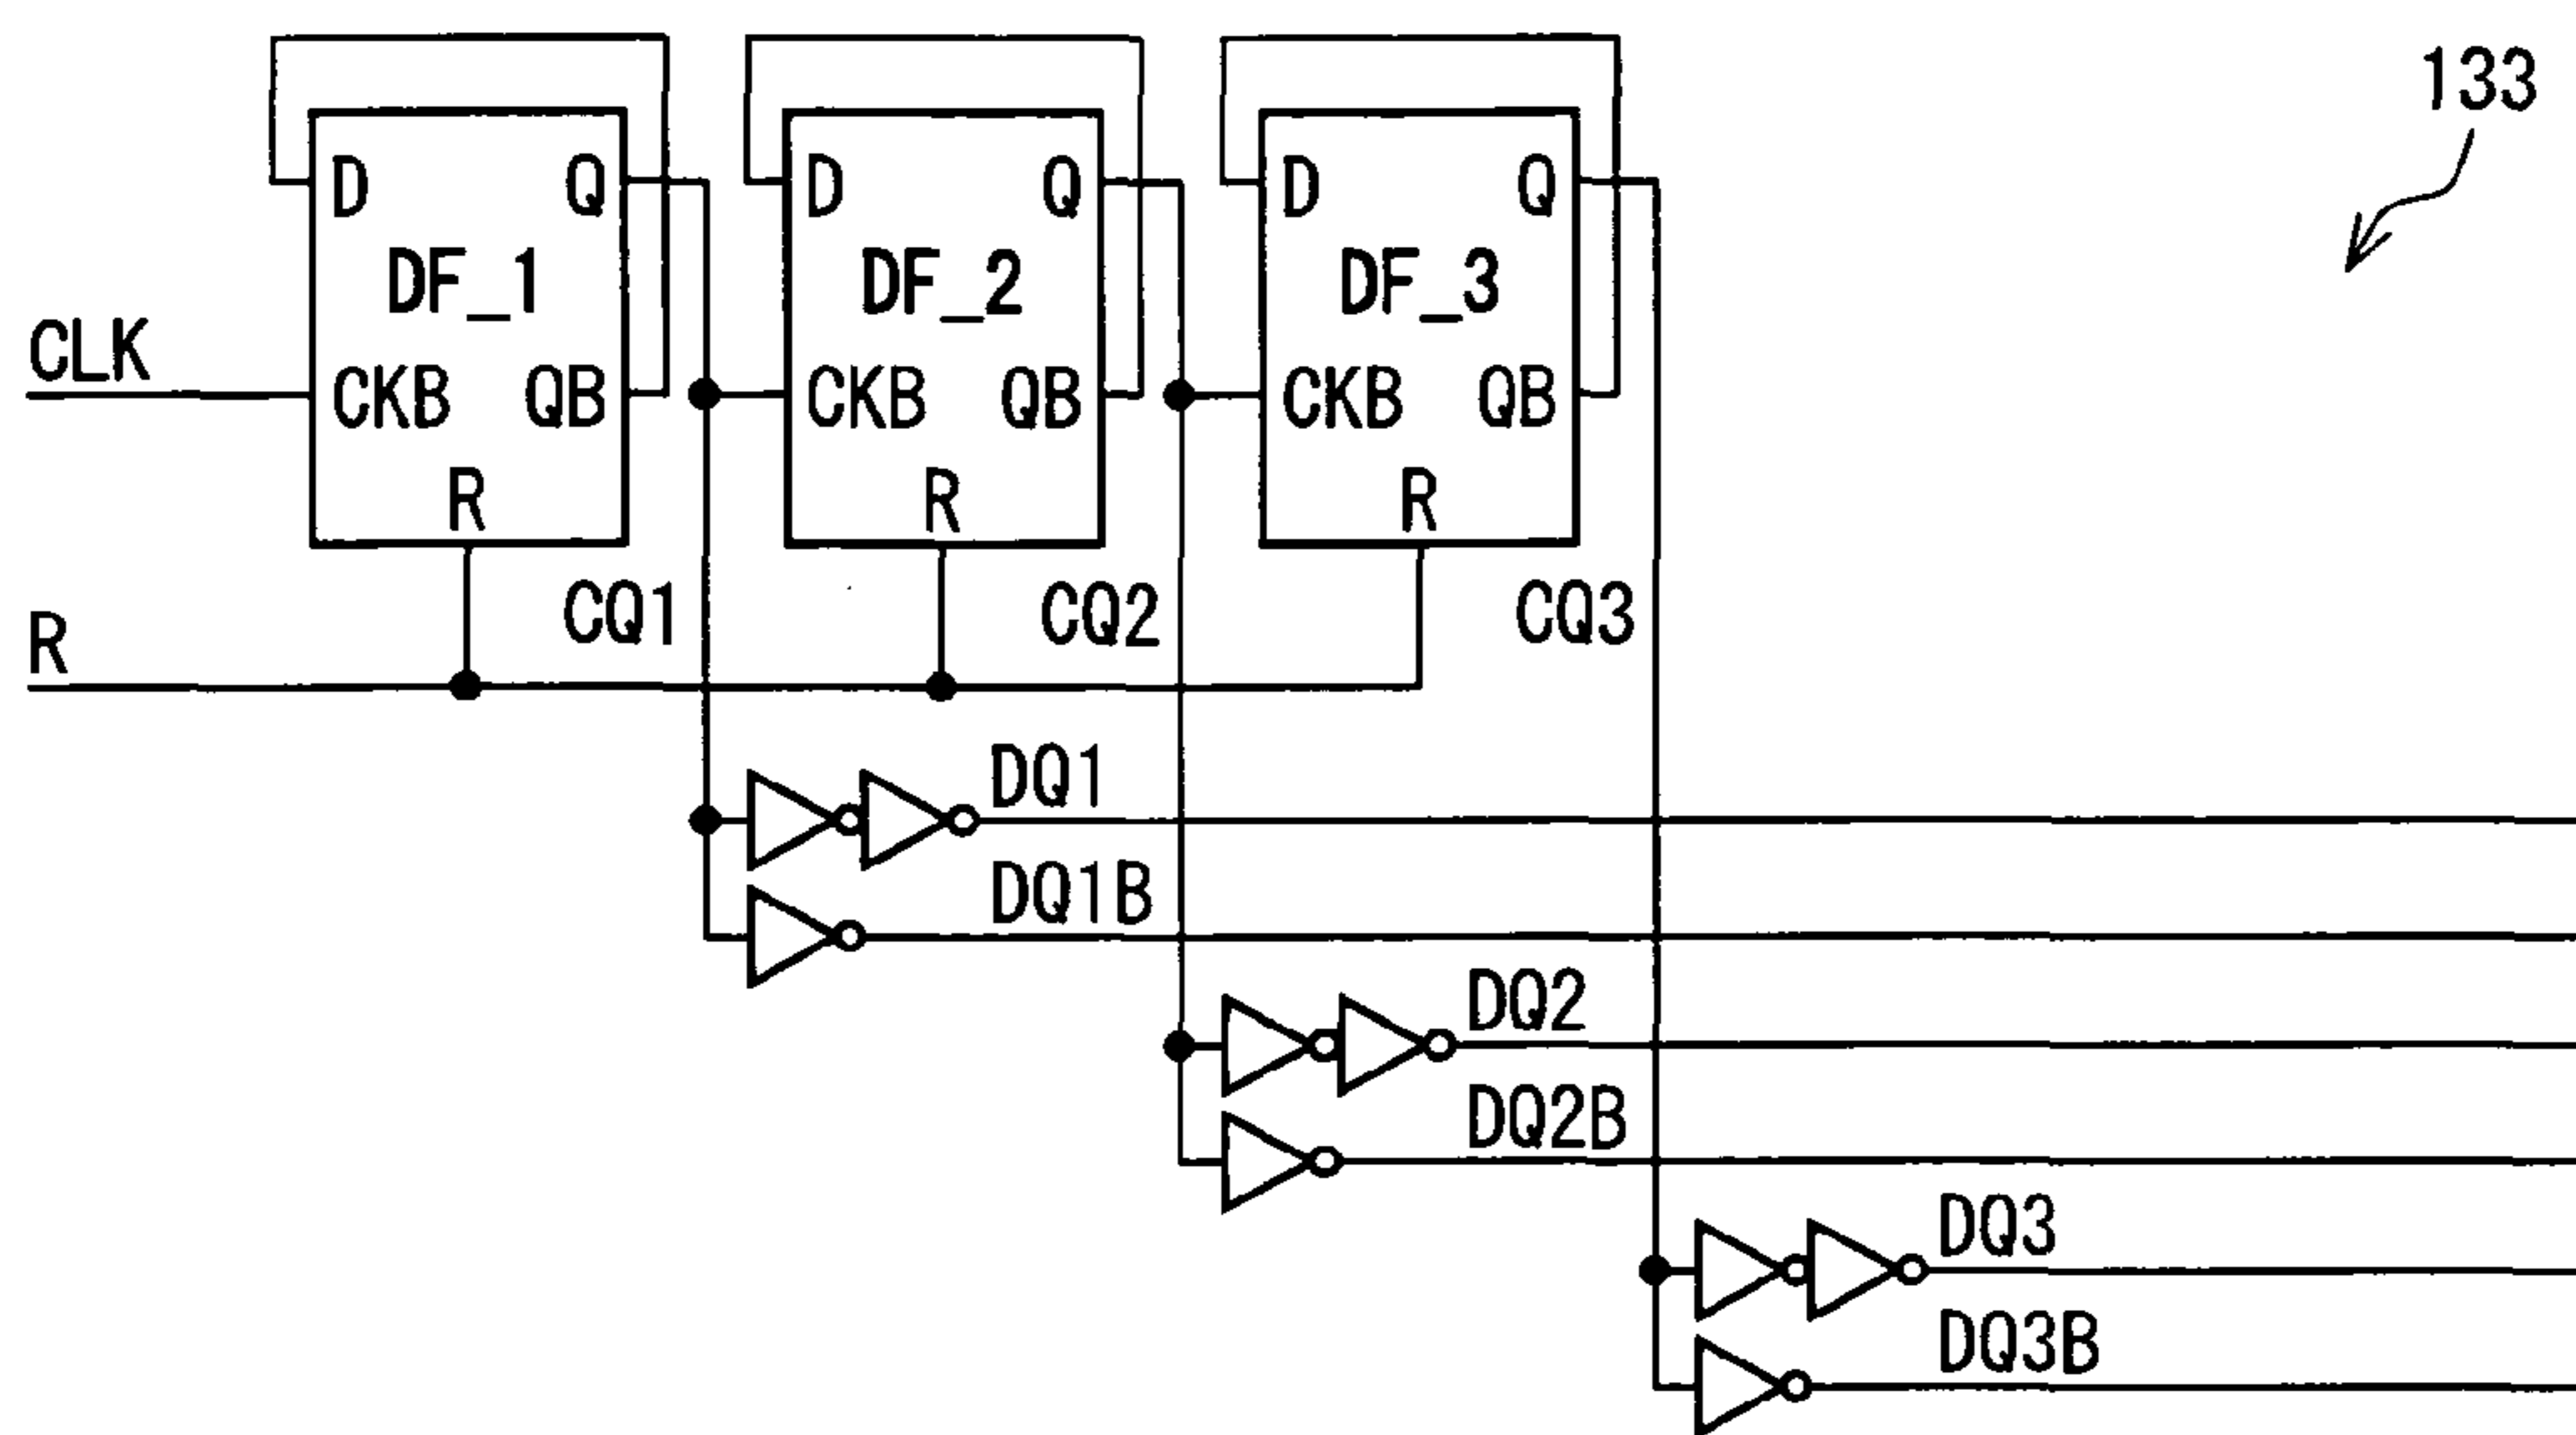 133
D Q D Q D Q
DF_1 DF_2 DF_3
CLK
CKB QB CKB QB CKB QB
R R R
CQ1 CQ2 CQ3
R
DQ1
DQ1B
DQ2
DQ2B
DQ3
DQ3B